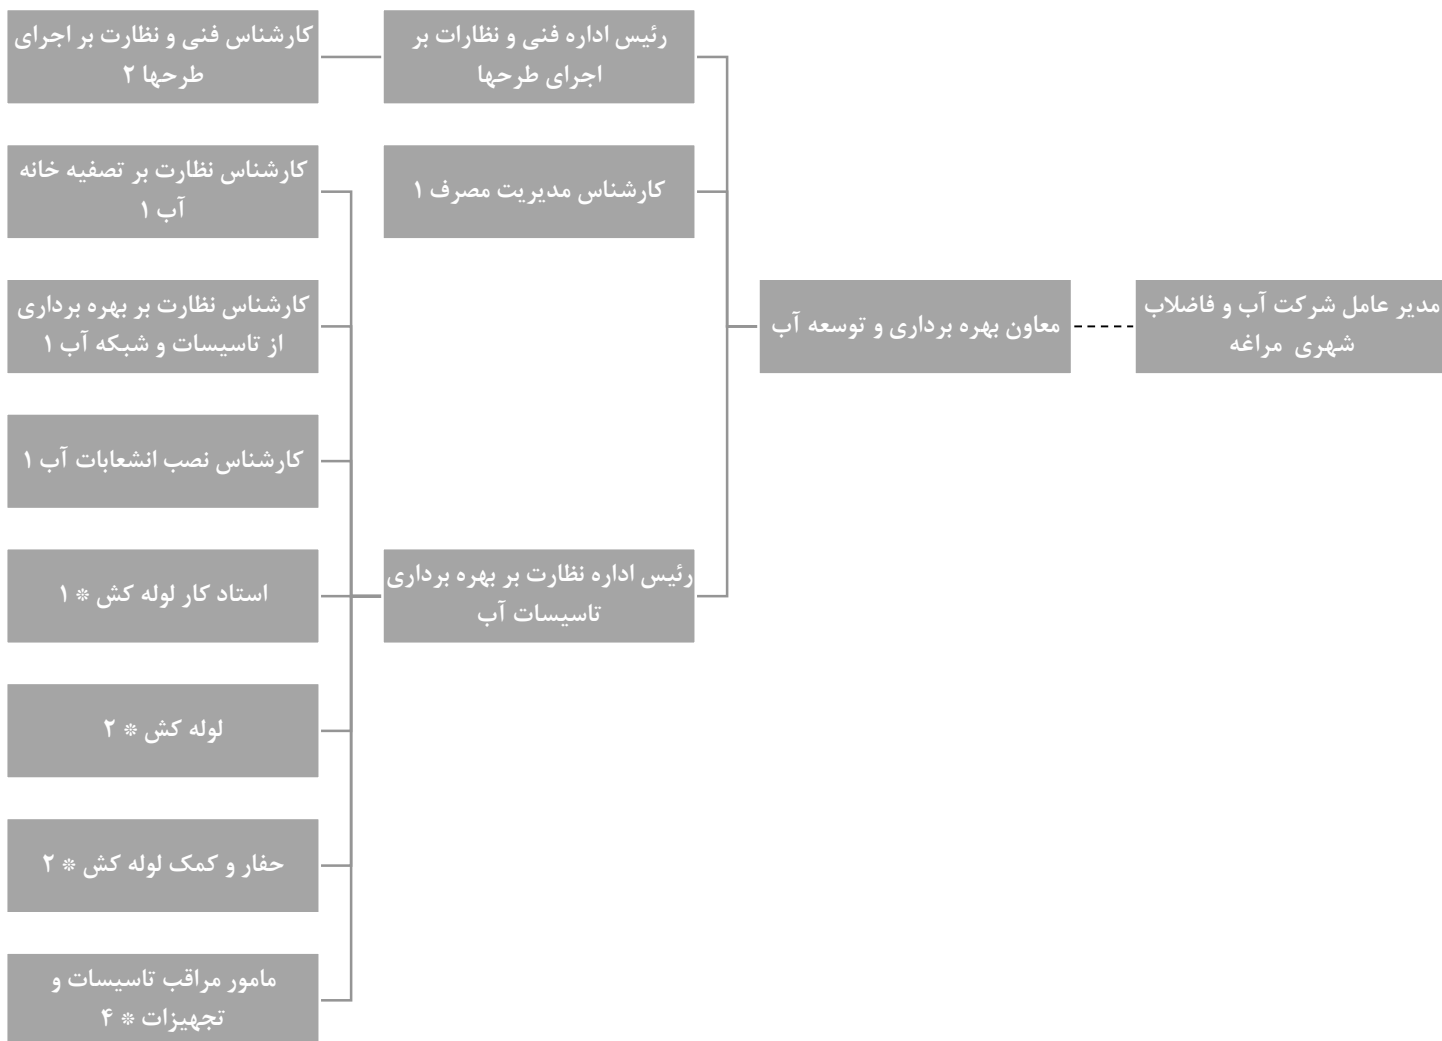 مدیر عامل شرکت آب و فاضلاب
شهری مراغه
معاون بهره برداری و توسعه آب
رئیس اداره فنی و نظارات بر
اجرای طرحها
کارشناس فنی و نظارت بر اجرای
طرحها ۲
کارشناس مدیریت مصرف ۱
رئیس اداره نظارت بر بهره برداری
تاسیسات آب
کارشناس نظارت بر تصفیه خانه
آب ۱
کارشناس نظارت بر بهره برداری
از تاسیسات و شبکه آب ۱
کارشناس نصب انشعابات آب ۱
استاد کار لوله کش * ۱
لوله کش * ۲
حفار و کمک لوله کش * ۲
مامور مراقب تاسیسات و
تجهیزات * ۴